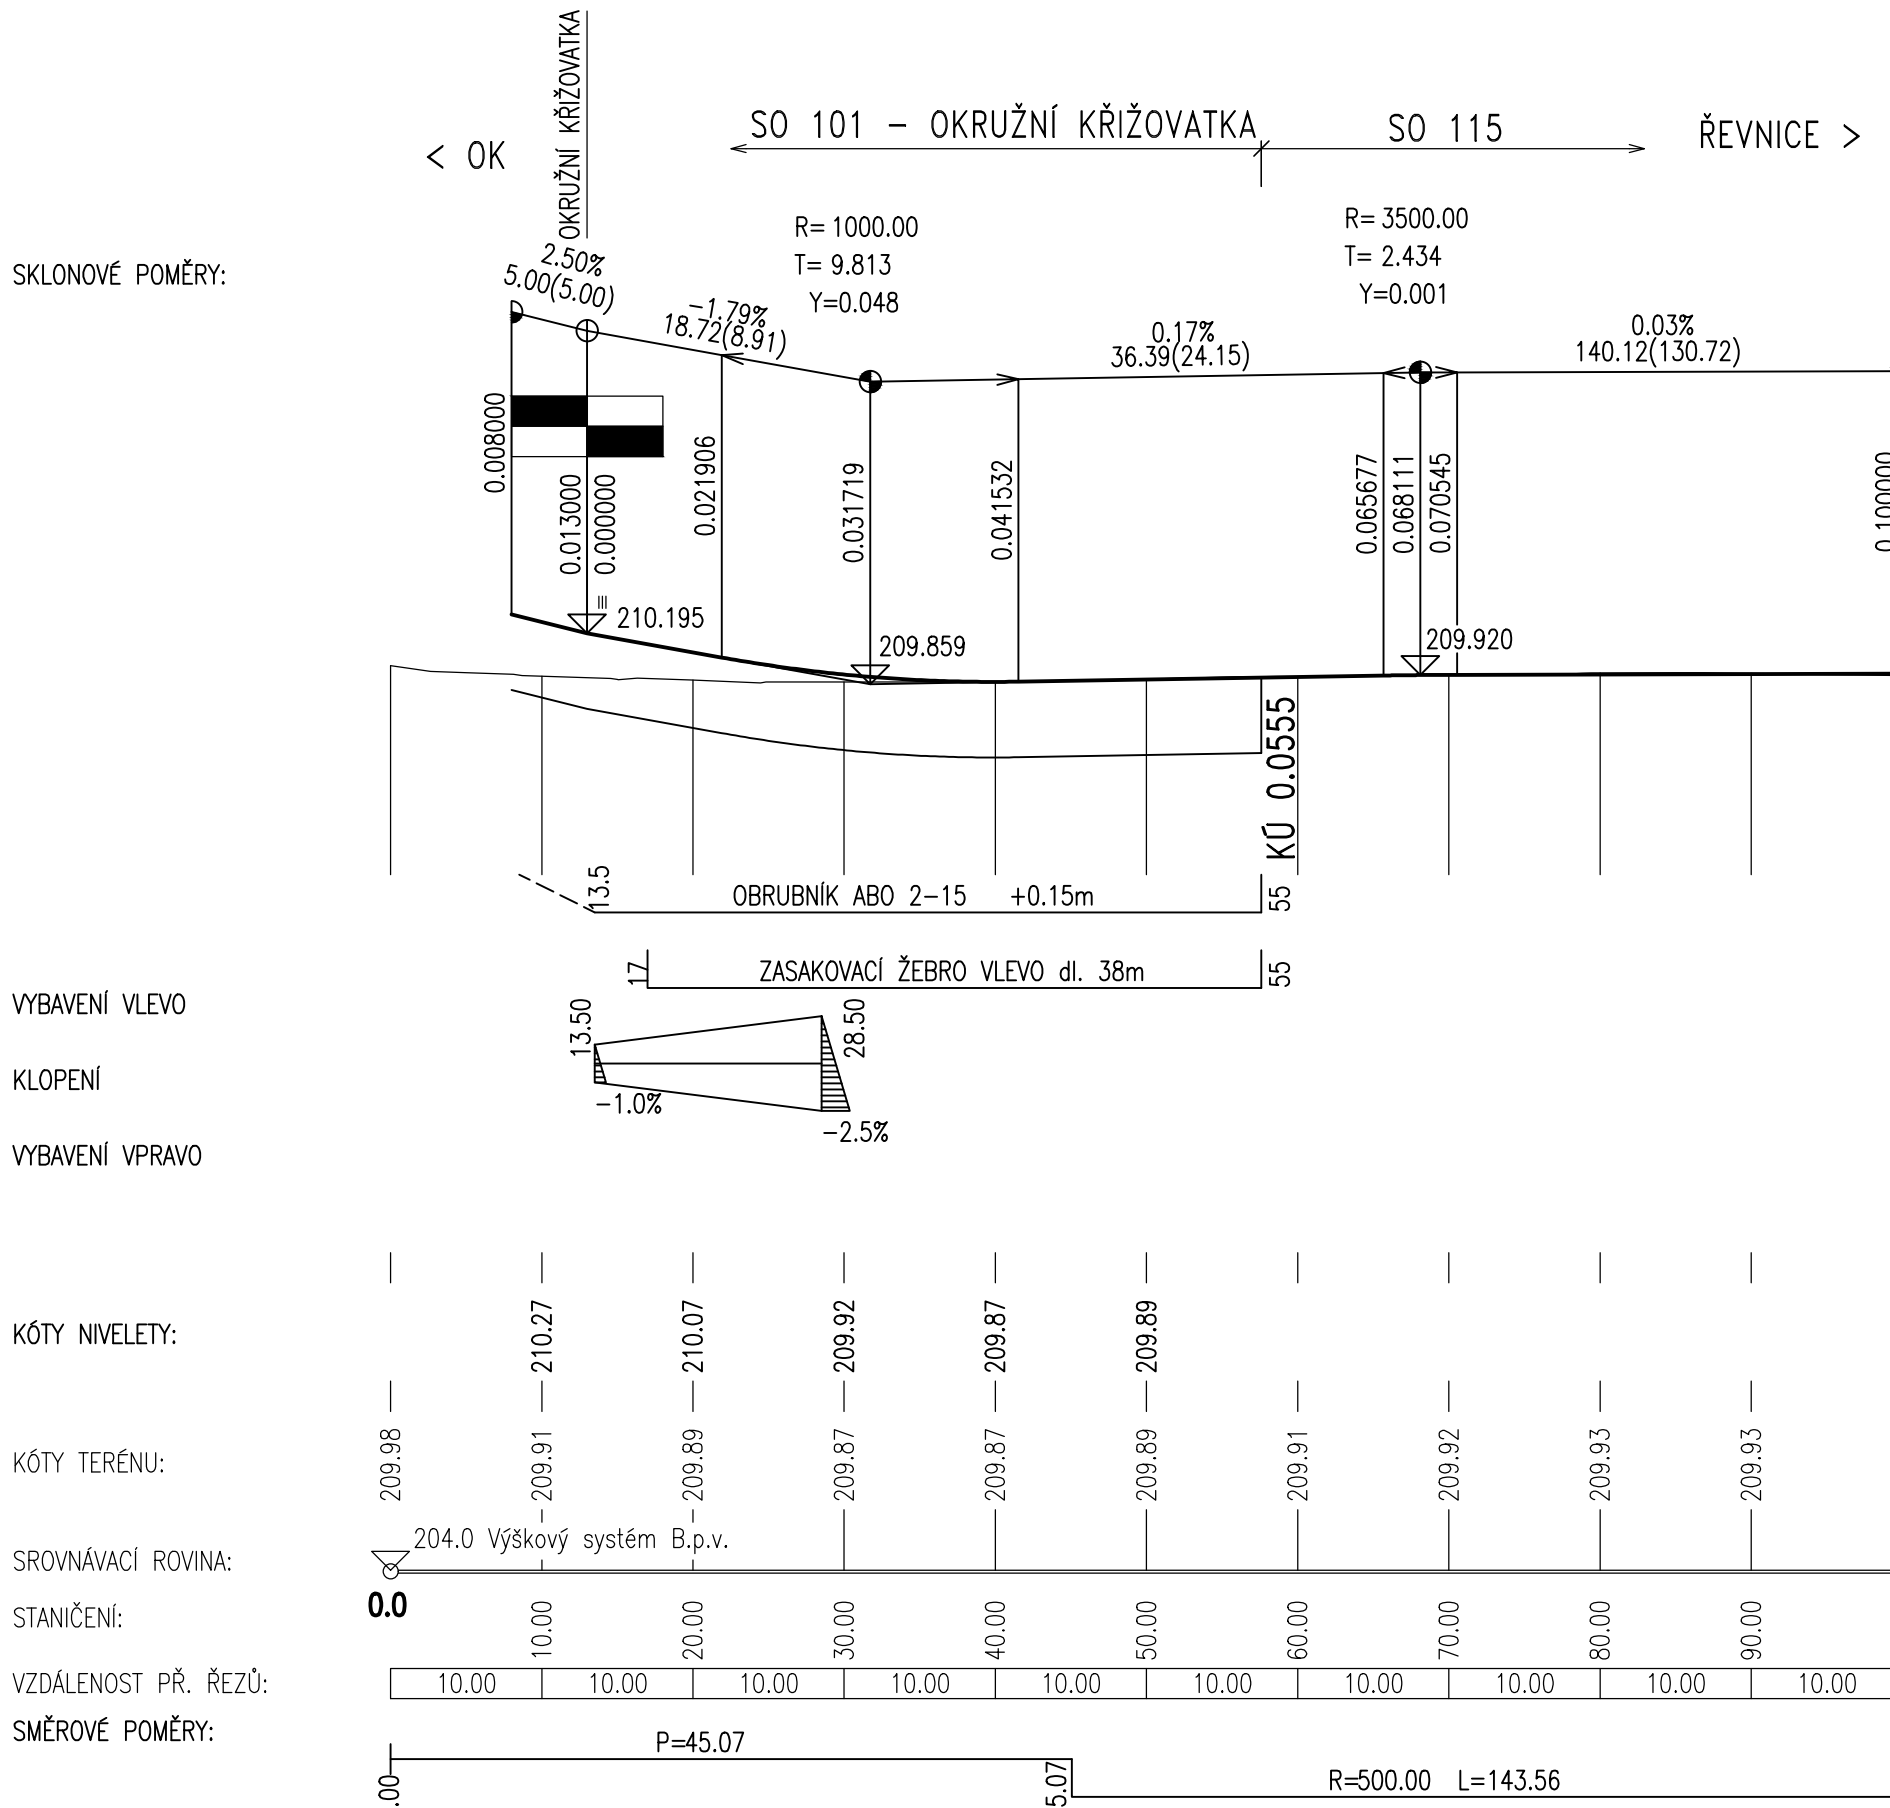 OKRUŽNÍ KŘIŽOVATKA
< OK
SO 101 – OKRUŽNÍ KŘIŽOVATKA
SO 115
ŘEVNICE >
R= 1000.00
T= 9.813
Y=0.048
R= 3500.00
T= 2.434
Y=0.001
SKLONOVÉ POMĚRY:
2.50%
5.00(5.00)
-1.79%
18.72(8.91)
0.17%
36.39(24.15)
0.03%
140.12(130.72)
0.008000
0.013000
0.000000
0.021906
0.031719
0.041532
0.065677
0.068111
0.070545
0.100000
=
210.195
209.859
209.920
KÚ 0.0555
13.5
OBRUBNÍK ABO 2-15 +0.15m
55
17
ZASAKOVACÍ ŽEBRO VLEVO dl. 38m
55
VYBAVENÍ VLEVO
13.50
28.50
KLOPENÍ
-1.0%
-2.5%
VYBAVENÍ VPRAVO
KÓTY NIVELETY:
210.27
210.07
209.92
209.87
209.89
KÓTY TERÉNU:
209.98
209.91
209.89
209.87
209.87
209.89
209.91
209.92
209.93
209.93
204.0 Výškový systém B.p.v.
SROVNÁVACÍ ROVINA:
0.0
STANIČENÍ:
10.00
20.00
30.00
40.00
50.00
60.00
70.00
80.00
90.00
VZDÁLENOST PŘ. ŘEZŮ:
10.00
10.00
10.00
10.00
10.00
10.00
10.00
10.00
10.00
10.00
SMĚROVÉ POMĚRY:
P=45.07
.00
5.07
R=500.00 L=143.56